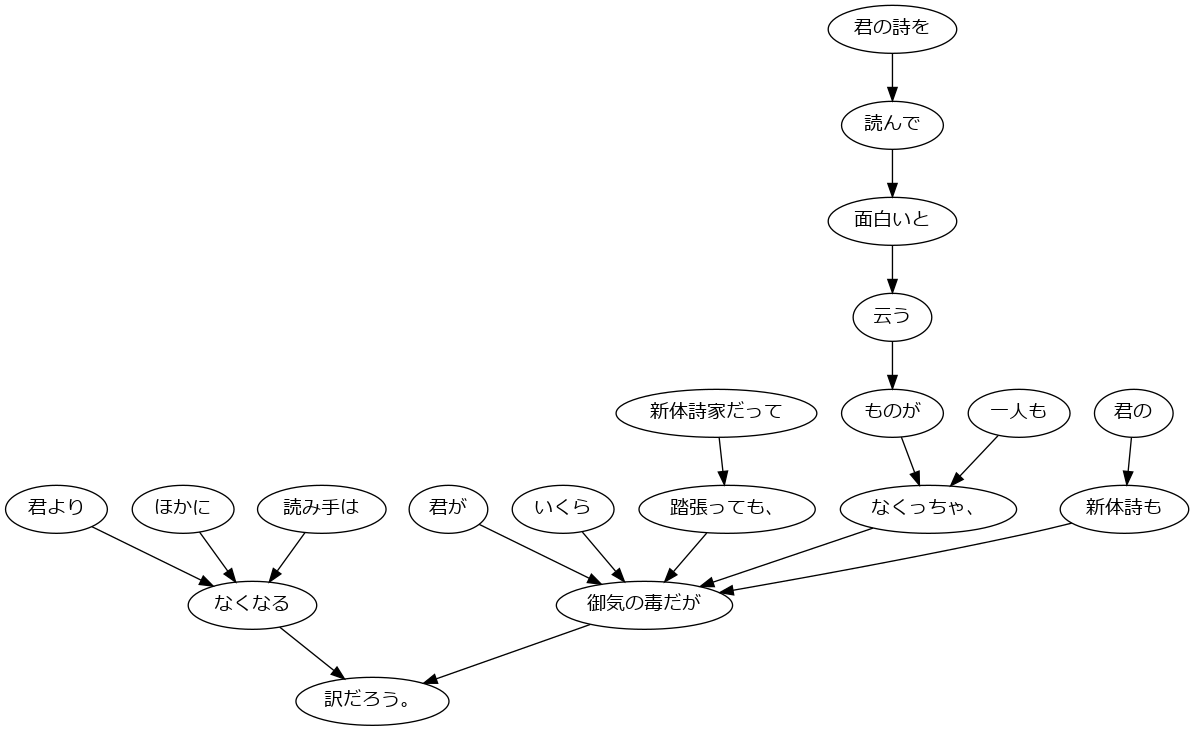 君の詩を
読んで
面白いと
云う
新体詩家だって
ものが
一人も
君の
君より
ほかに
読み手は
君が
いくら
踏張っても、
なくっちゃ、
新体詩も
なくなる
御気の毒だが
訳だろう。